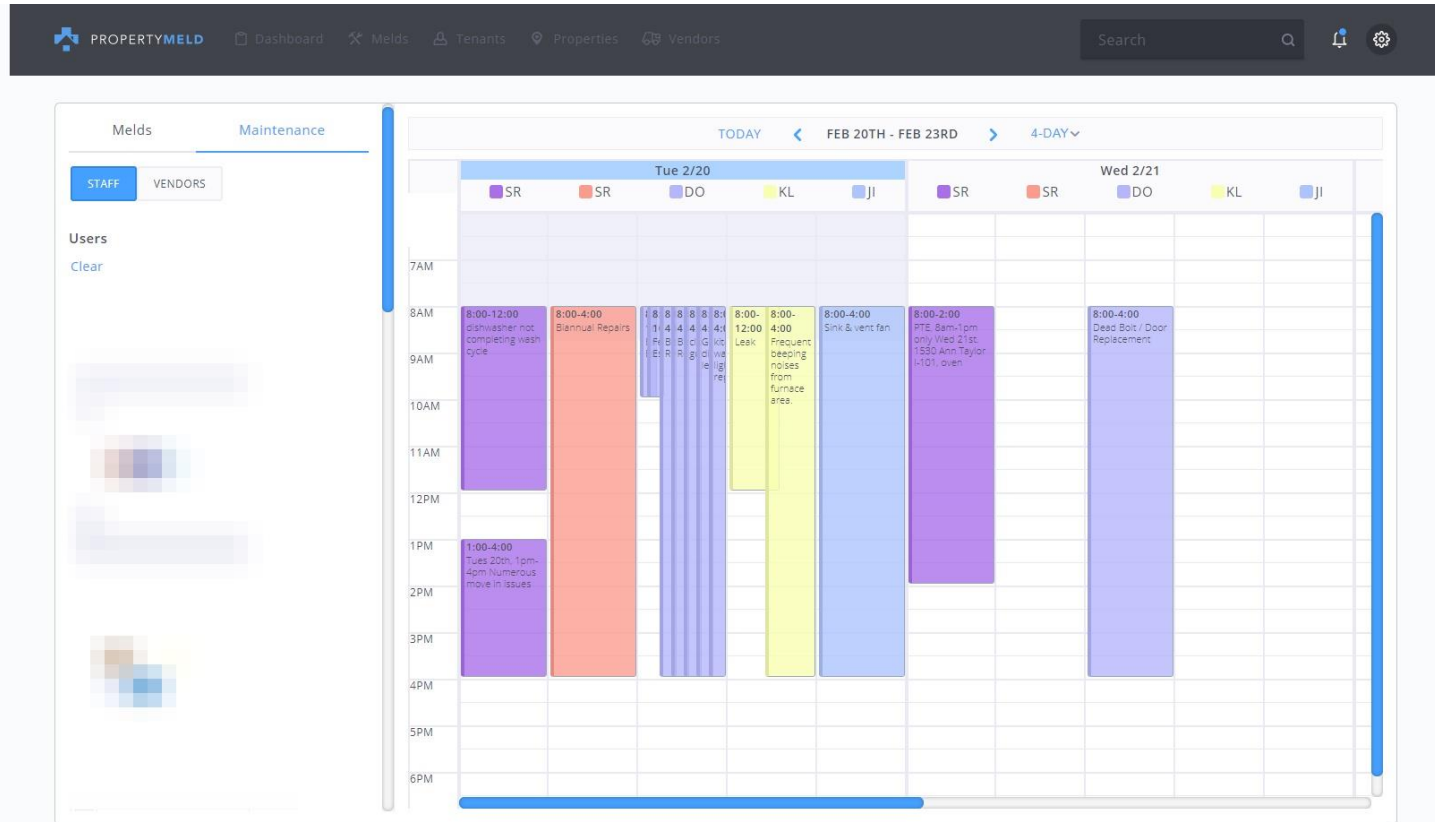 PROPERTYMELD Dashboard Melds Tenants Properties Vendors Search
Melds Maintenance
STAFF VENDORS
Users
Clear
TODAY FEB 20TH - FEB 23RD 4-DAY
Tue 2/20 Wed 2/21
SR SR DO KL JI SR SR DO KL JI
7AM
8AM
9AM
10AM
11AM
12PM
1PM
2PM
3PM
4PM
5PM
6PM
8:00-12:00
dishwasher not
completing wash
cycle
1:00-4:00
Tues 20th, 1pm-
4pm Numerous
move in issues
8:00-4:00
Biannual Repairs
8:00-
12:00
Leak
8:00-
4:00
Frequent
beeping
noises
from
furnace
area.
8:00-4:00
Sink & vent fan
8:00-2:00
PTE. 8am-1pm
only Wed 21st.
1530 Ann Taylor
I-101. oven
8:00-4:00
Dead Bolt / Door
Replacement